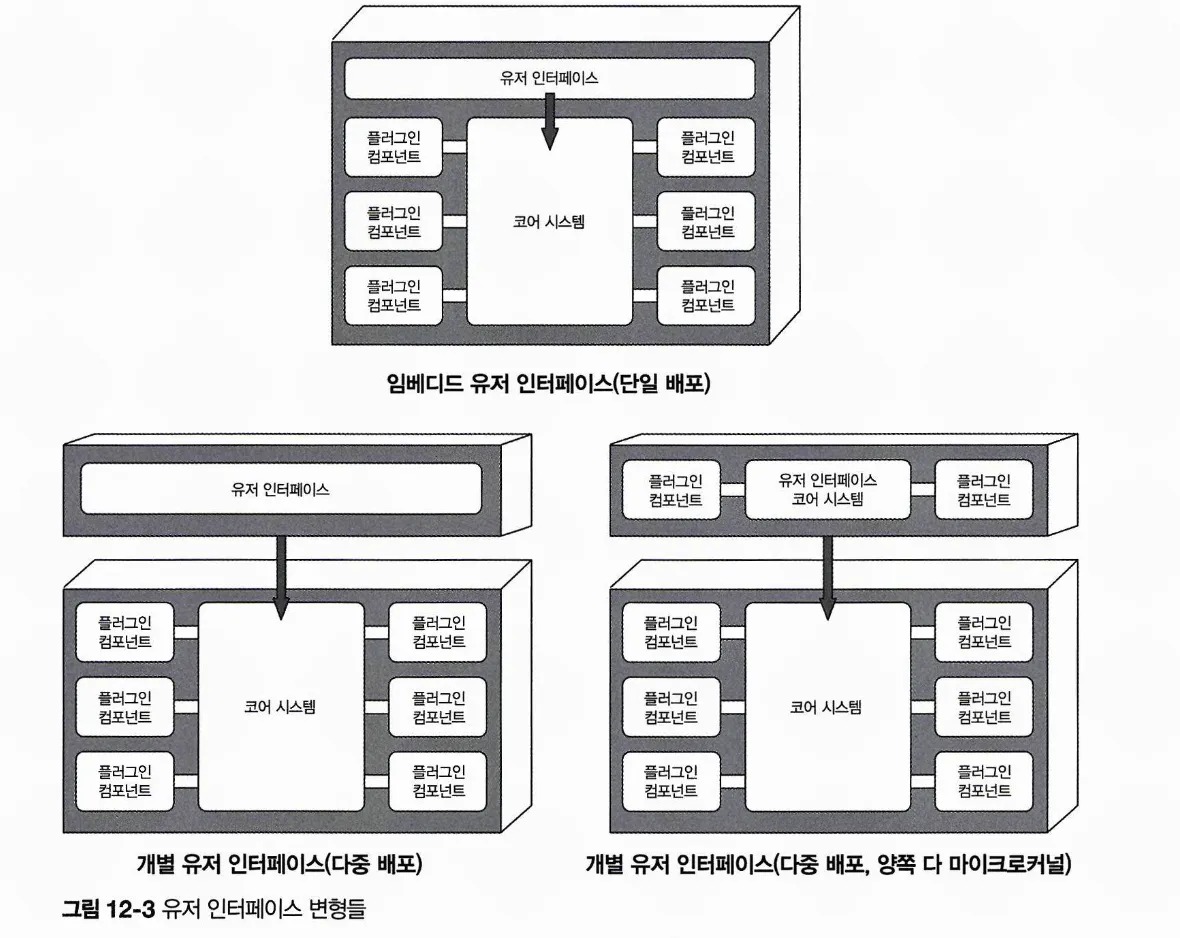 유저 인터페이스
플러그인
컴포넌트
플러그인
컴포넌트
플러그인
컴포넌트
코어 시스템
플러그인
컴포넌트
플러그인
컴포넌트
플러그인
컴포넌트
임베디드 유저 인터페이스(단일 배포)
유저 인터페이스
플러그인
컴포넌트
플러그인
컴포넌트
플러그인
컴포넌트
코어 시스템
플러그인
컴포넌트
플러그인
컴포넌트
플러그인
컴포넌트
개별 유저 인터페이스(다중 배포)
플러그인
컴포넌트
유저 인터페이스
코어 시스템
플러그인
컴포넌트
플러그인
컴포넌트
플러그인
컴포넌트
플러그인
컴포넌트
코어 시스템
플러그인
컴포넌트
플러그인
컴포넌트
플러그인
컴포넌트
개별 유저 인터페이스(다중 배포, 양쪽 다 마이크로커널)
그림 12-3 유저 인터페이스 변형들